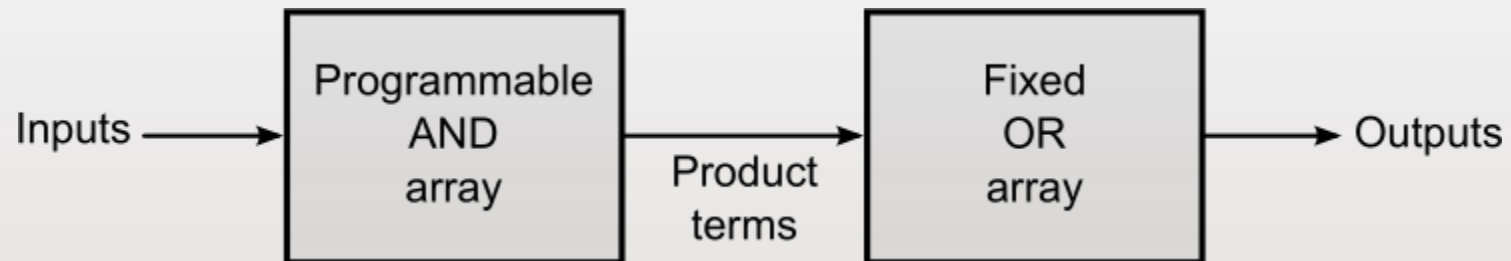 Inputs
Programmable
AND
array
Product
terms
Fixed
OR
array
Outputs